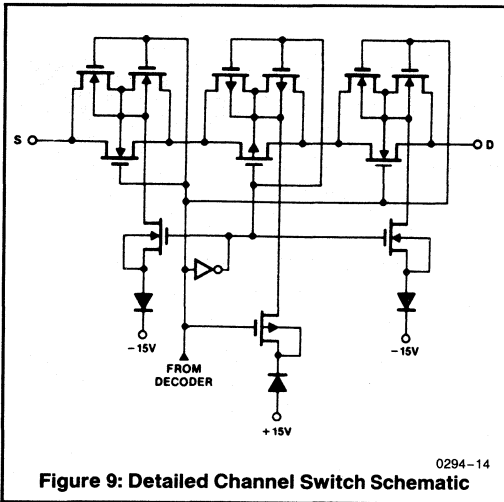 S
D
-15V
FROM
DECODER
+15V
-15V
0294-14
Figure 9: Detailed Channel Switch Schematic